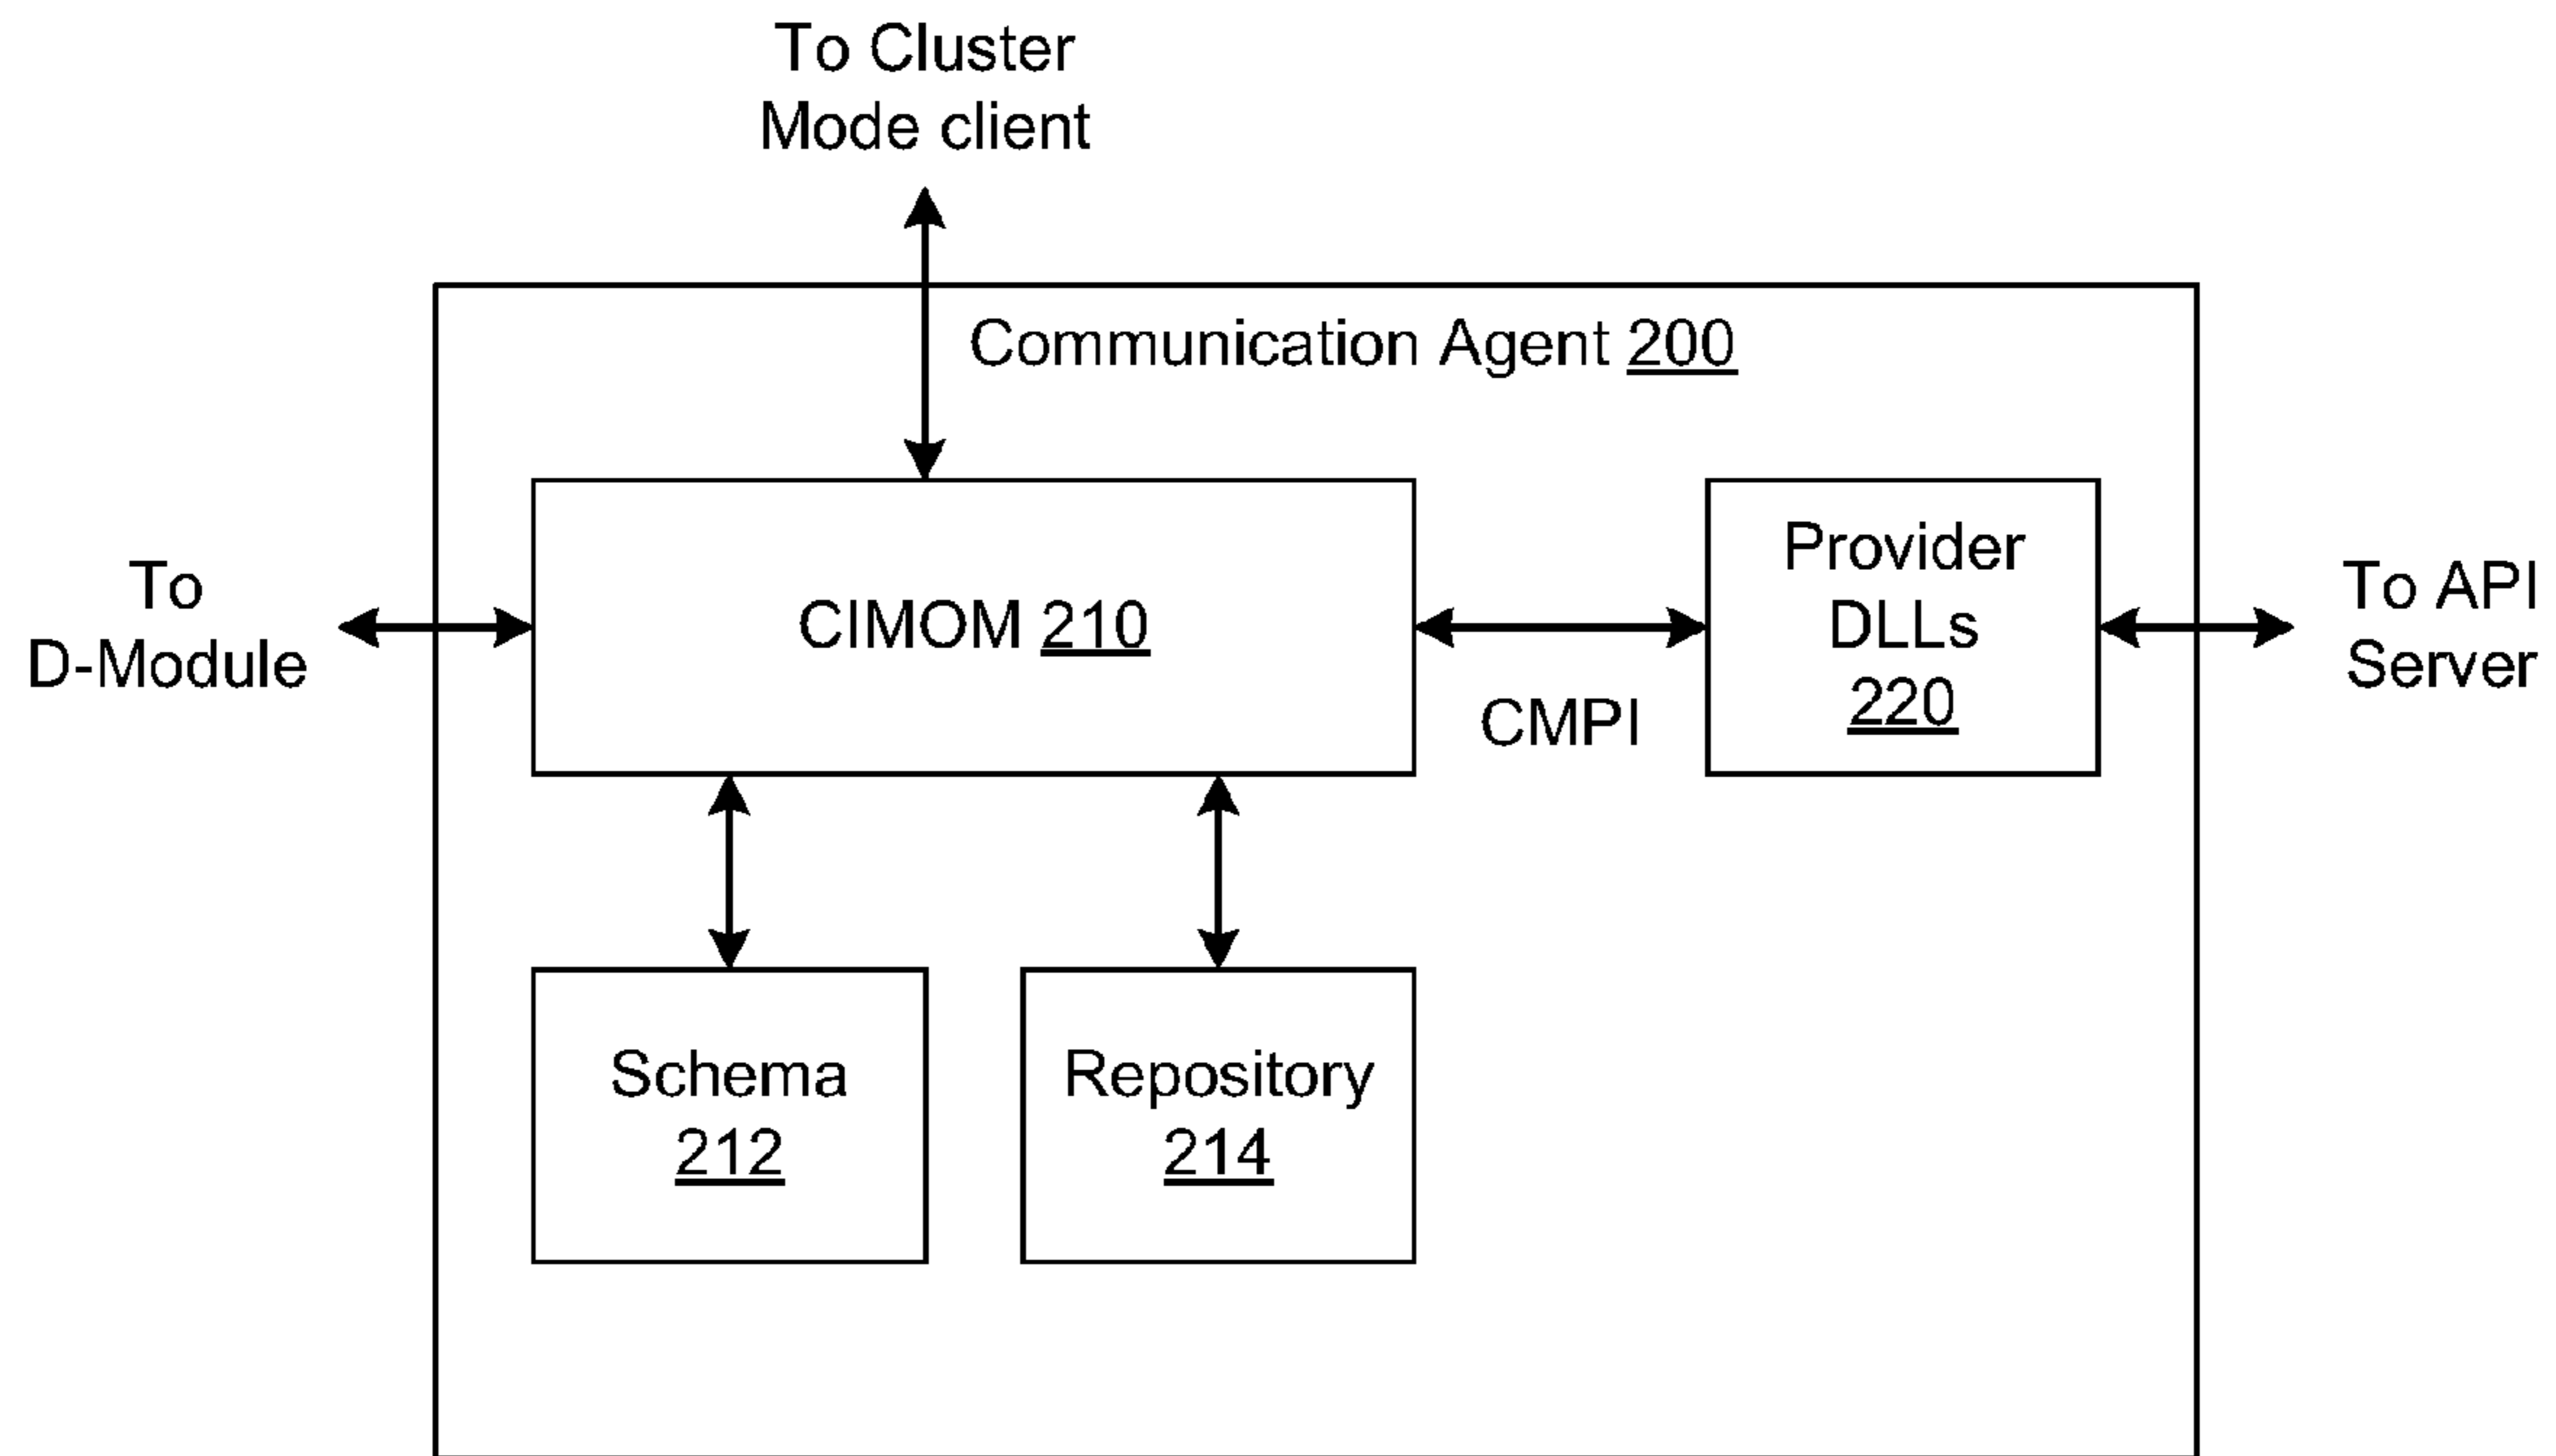 To Cluster
Mode client
Communication Agent 200
To
D-Module
CIMOM 210
CMPI
Provider
DLLs
220
To API
Server
Schema
212
Repository
214